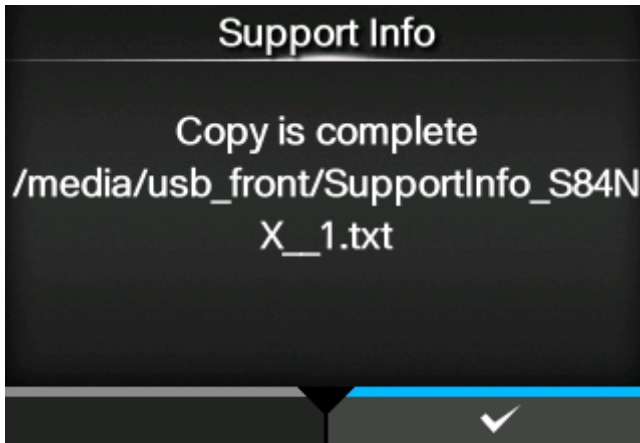 Support Info
Copy is complete
/media/usb_front/SupportInfo_S84N
X__1.txt